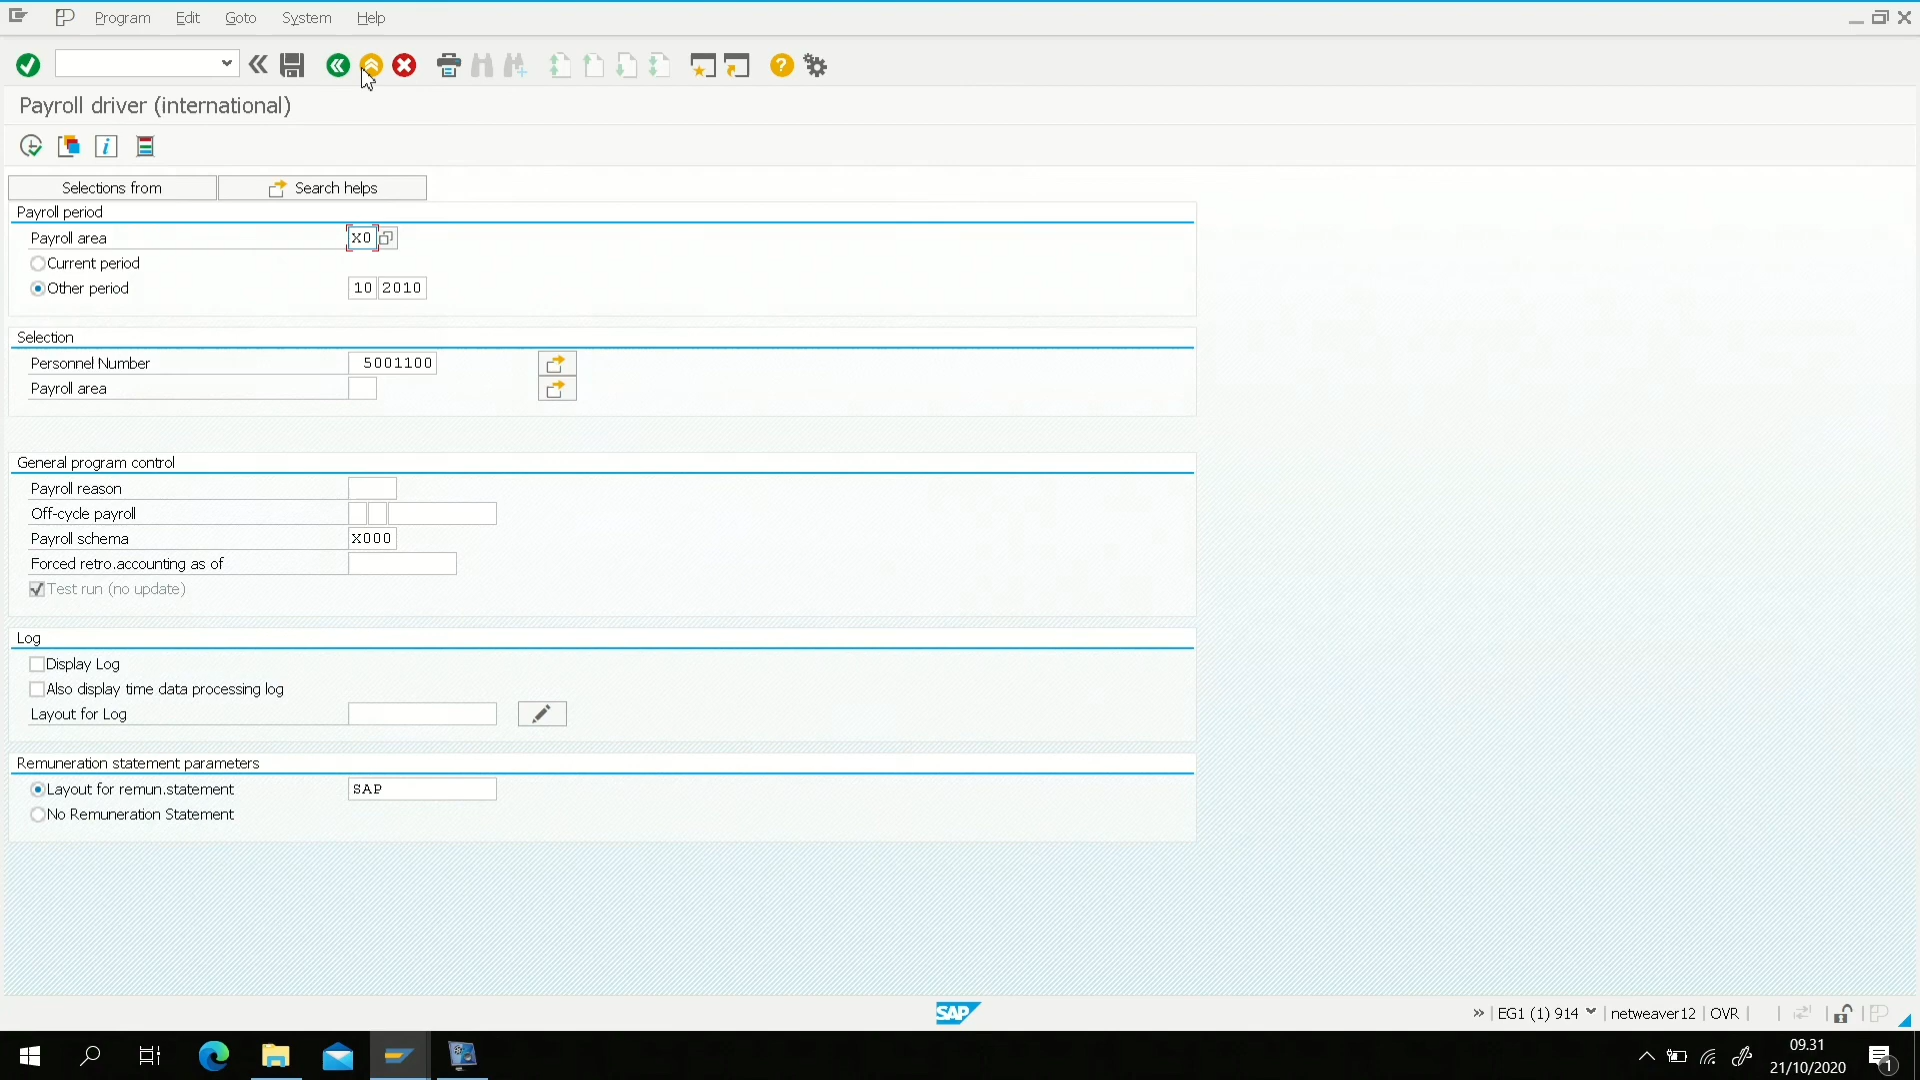 Program Edit Goto System Help
Payroll driver (international)
Selections from Search helps
Payroll period
Payroll area X0
Current period
Other period 10 2010
Selection
Personnel Number 5001100
Payroll area
General program control
Payroll reason
Off-cycle payroll
Payroll schema X000
Forced retro.accounting as of
Test run (no update)
Log
Display Log
Also display time data processing log
Layout for Log
Remuneration statement parameters
Layout for remun.statement SAP
No Remuneration Statement
SAP
EG1 (1) 914 netweaver12 OVR
09.31
21/10/2020
1